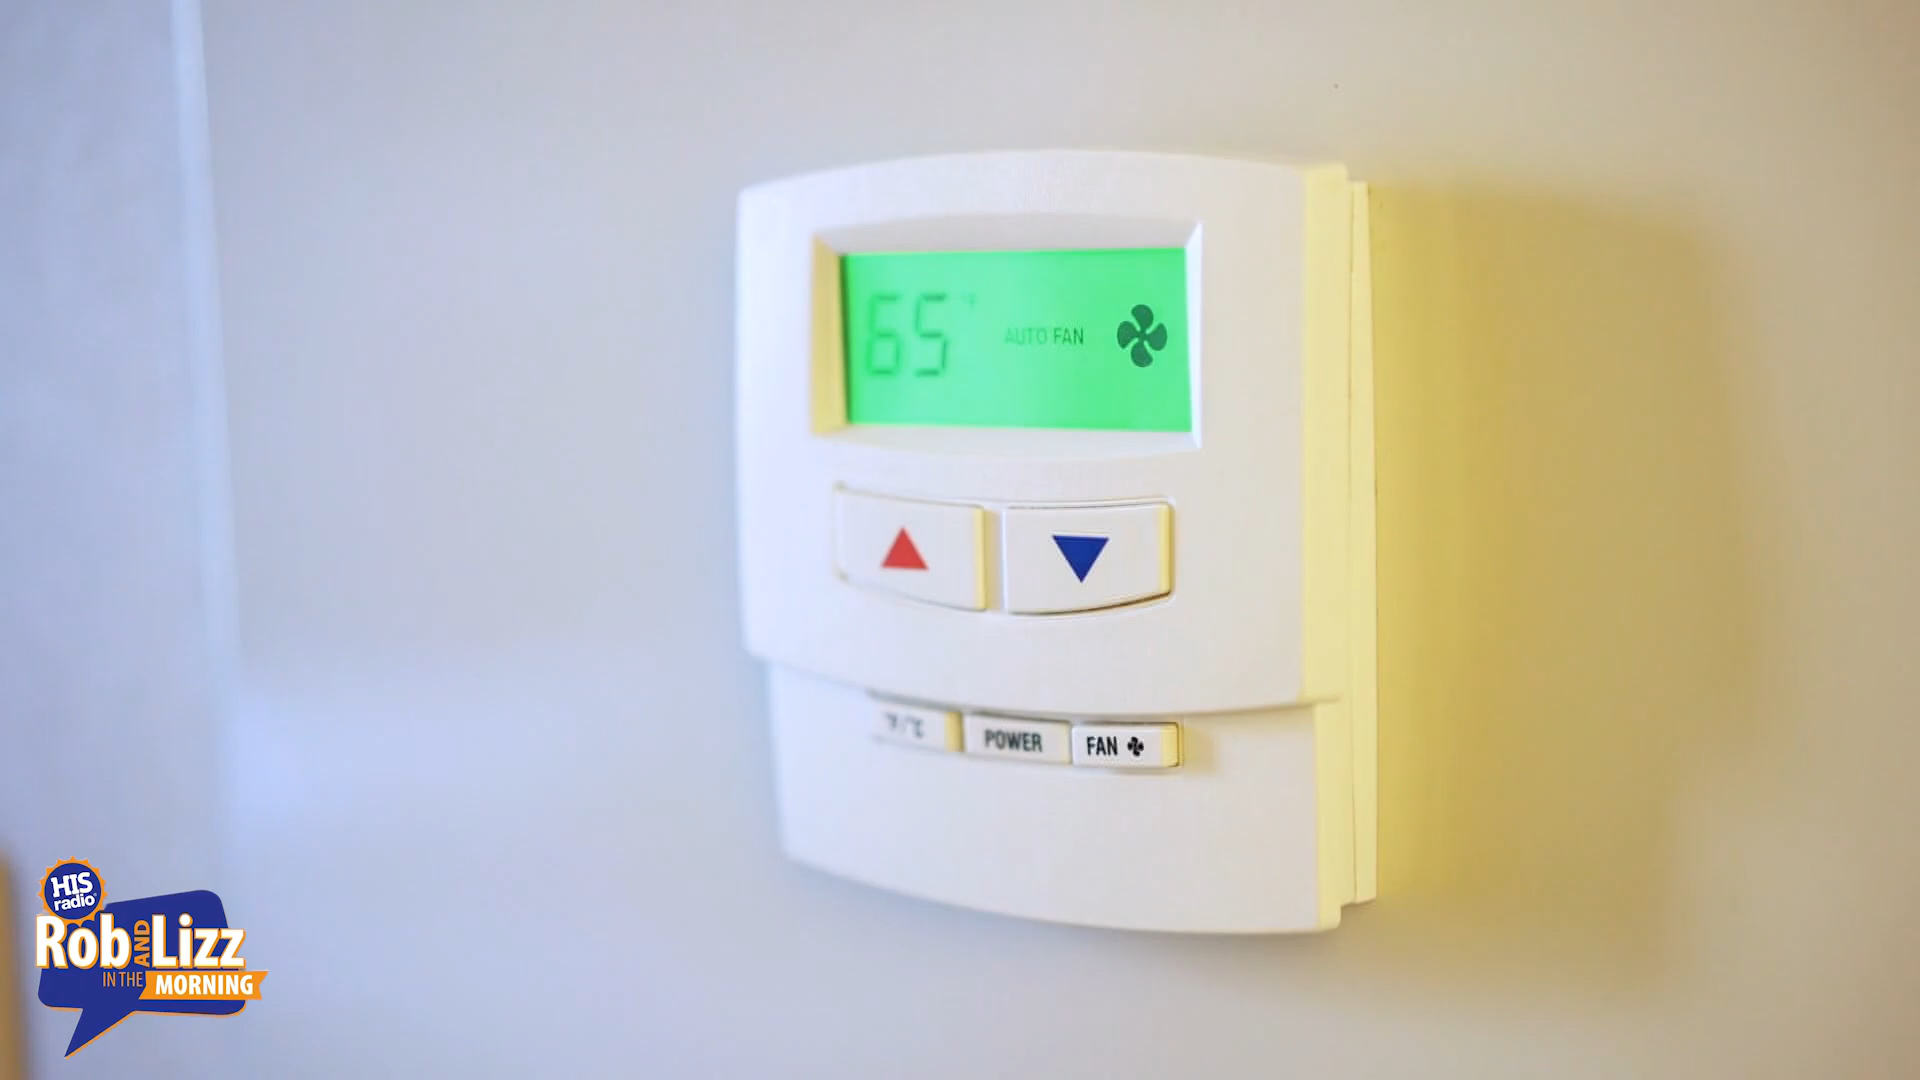 65 °F
AUTO FAN
°F/°C
POWER
FAN
HIS
radio
Rob AND Lizz
IN THE MORNING